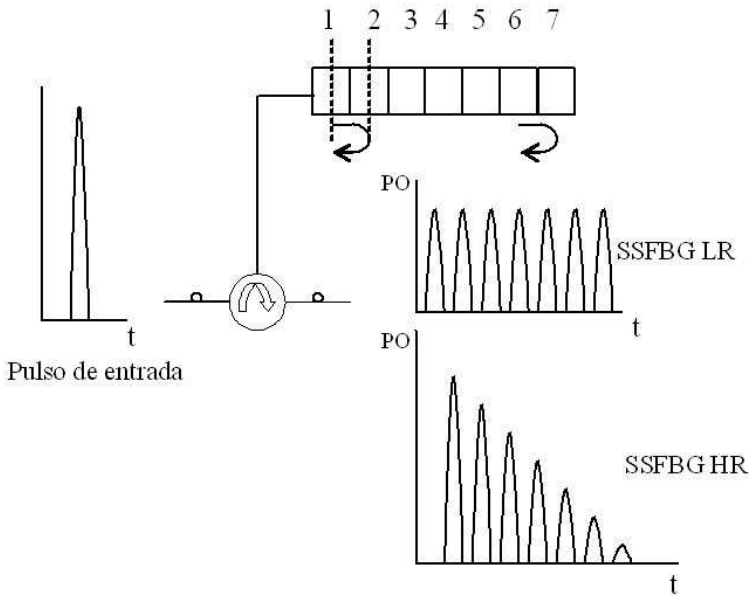 1 2 3 4 5 6 7
PO
SSFBG LR
t
t
Pulso de entrada
PO
SSFBG HR
t